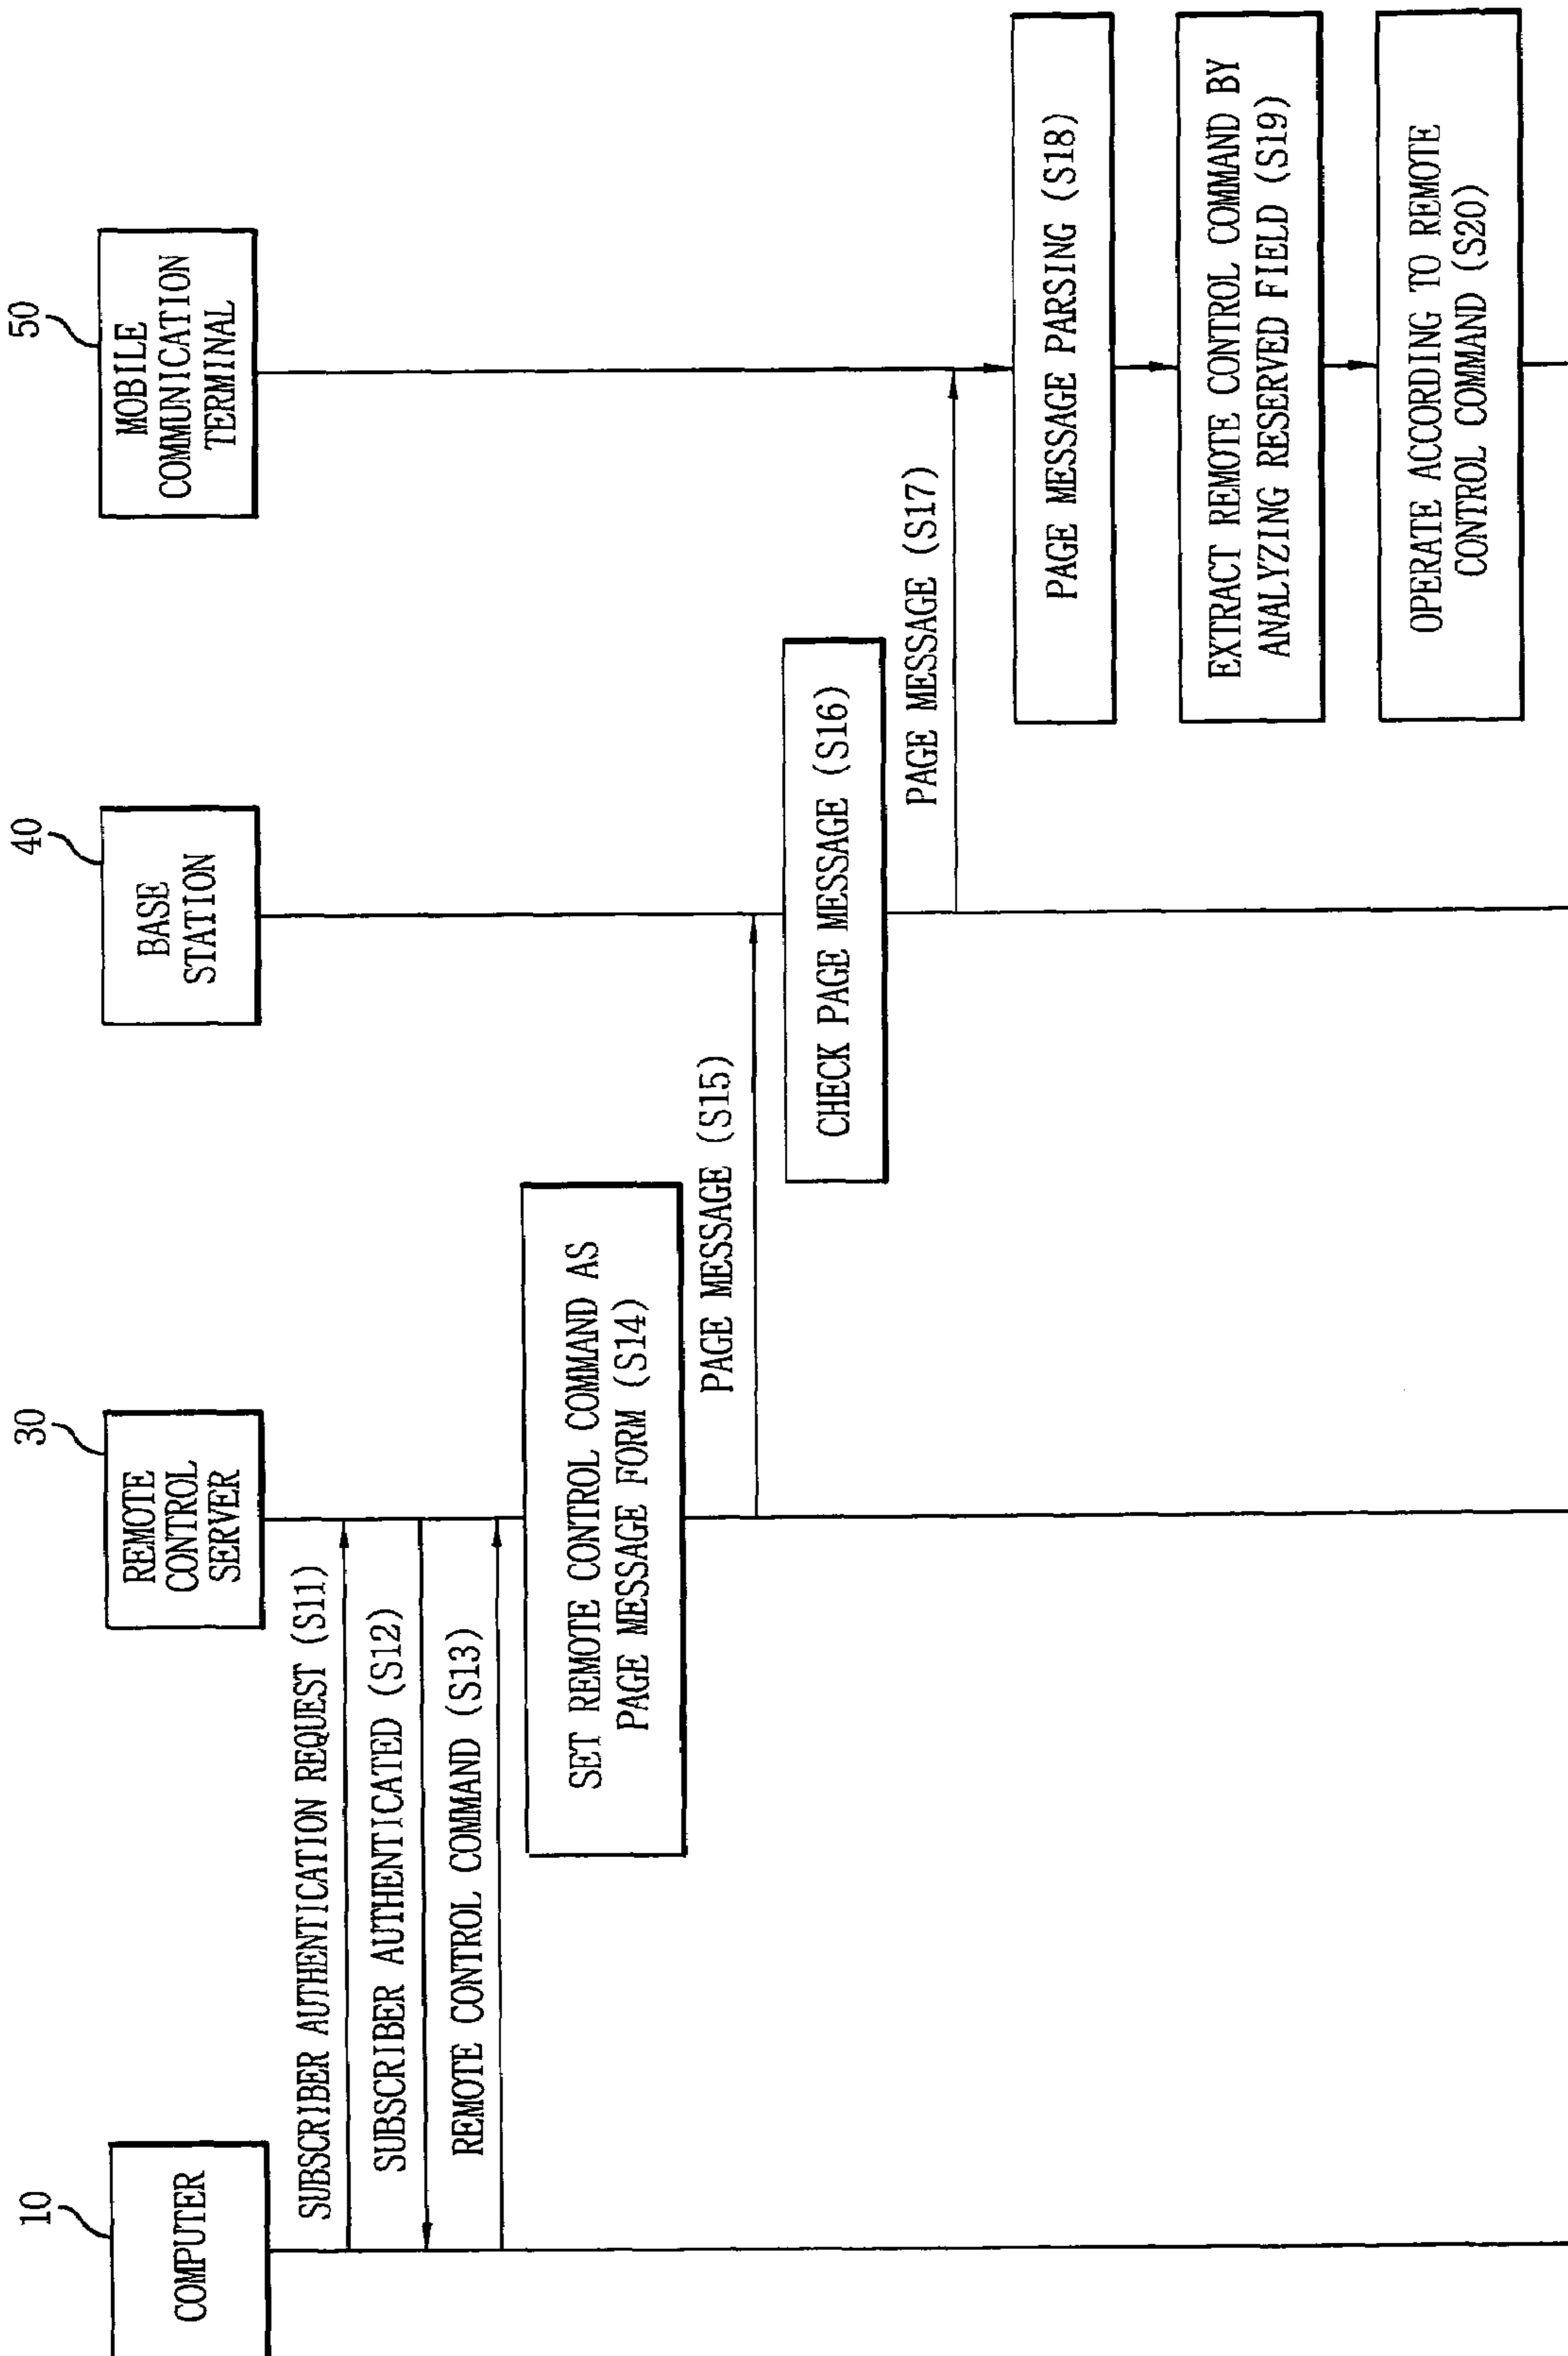 10
COMPUTER
30
REMOTE
CONTROL
SERVER
40
BASE
STATION
50
MOBILE
COMMUNICATION
TERMINAL
SUBSCRIBER AUTHENTICATION REQUEST (S11)
SUBSCRIBER AUTHENTICATED (S12)
REMOTE CONTROL COMMAND (S13)
SET REMOTE CONTROL COMMAND AS
PAGE MESSAGE FORM (S14)
PAGE MESSAGE (S15)
CHECK PAGE MESSAGE (S16)
PAGE MESSAGE (S17)
PAGE MESSAGE PARSING (S18)
EXTRACT REMOTE CONTROL COMMAND BY
ANALYZING RESERVED FIELD (S19)
OPERATE ACCORDING TO REMOTE
CONTROL COMMAND (S20)